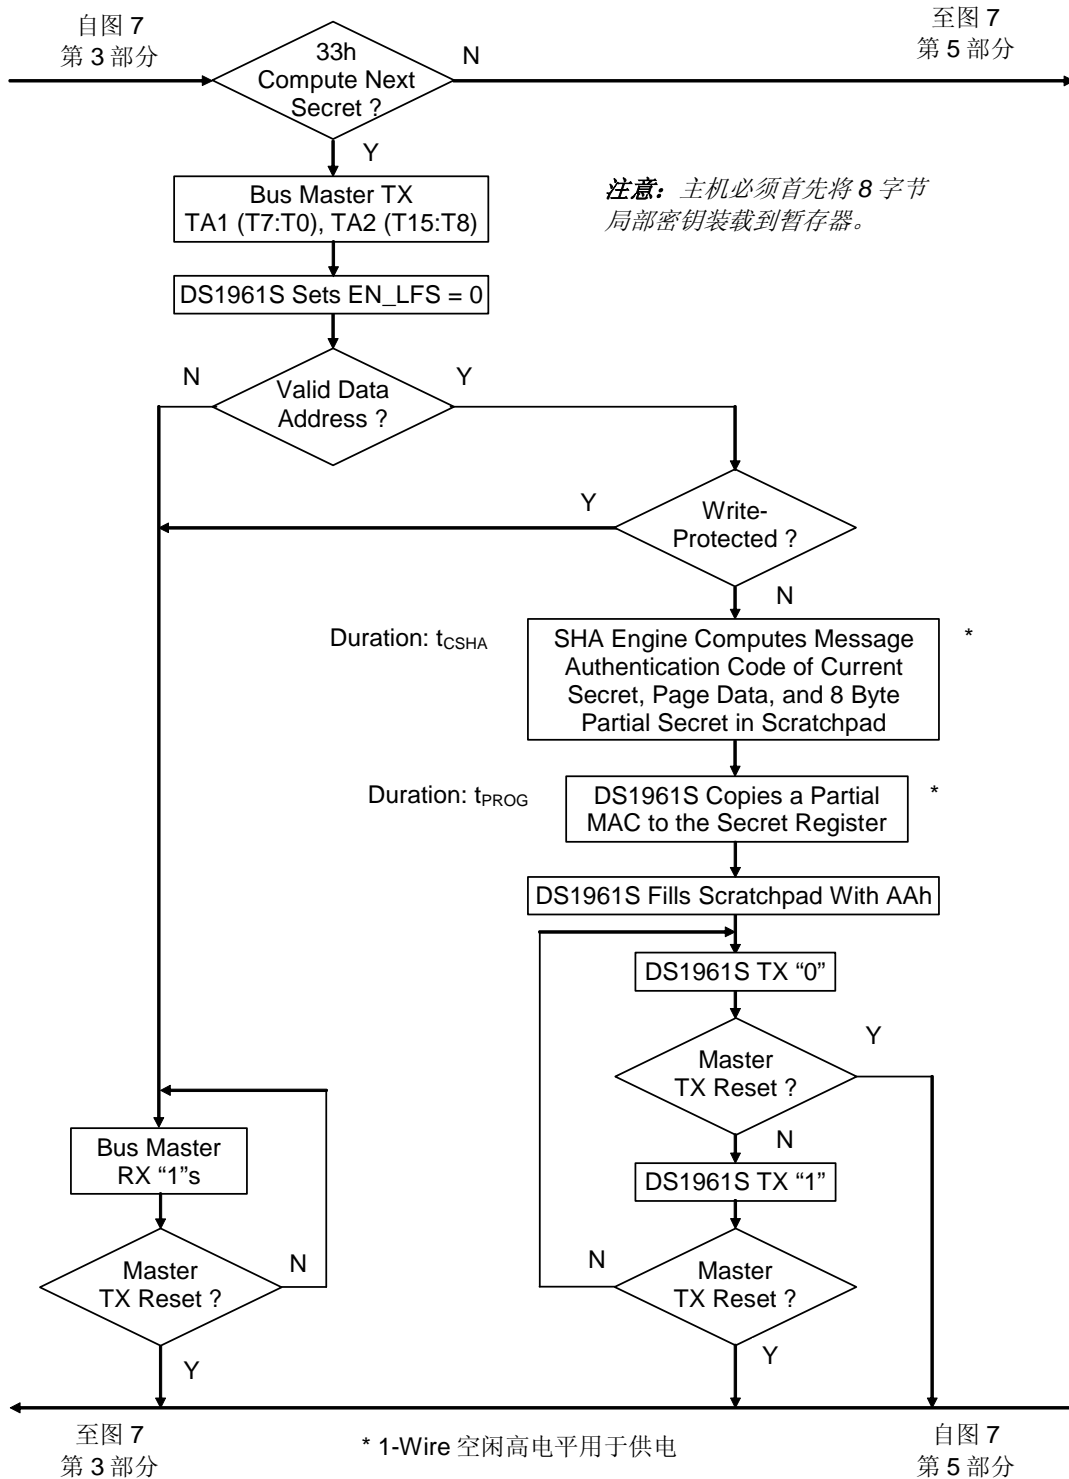 自图 7
第 3 部分
至图 7
第 5 部分
33h
Compute Next
Secret ?
N
Y
Bus Master TX
TA1 (T7:T0), TA2 (T15:T8)
注意：主机必须首先将 8 字节
局部密钥装载到暂存器。
DS1961S Sets EN_LFS = 0
N
Y
Valid Data
Address ?
Y
Write-
Protected ?
N
Duration: tCSHA
SHA Engine Computes Message
Authentication Code of Current
Secret, Page Data, and 8 Byte
Partial Secret in Scratchpad
*
Duration: tPROG
DS1961S Copies a Partial
MAC to the Secret Register
*
DS1961S Fills Scratchpad With AAh
DS1961S TX “0”
Y
Master
TX Reset ?
N
Bus Master
RX “1”s
DS1961S TX “1”
Master
TX Reset ?
N
Y
N
Master
TX Reset ?
Y
至图 7
第 3 部分
* 1-Wire 空闲高电平用于供电
自图 7
第 5 部分